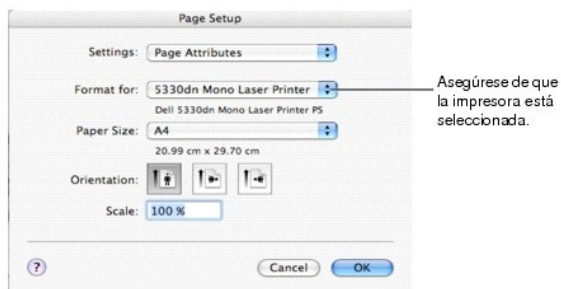 Page Setup
Settings: Page Attributes
Format for: 5330dn Mono Laser Printer
Dell 5330dn Mono Laser Printer PS
Paper Size: A4
20.99 cm x 29.70 cm
Orientation:
Scale: 100 %
? Cancel OK
Asegúrese de que
la impresora está
seleccionada.